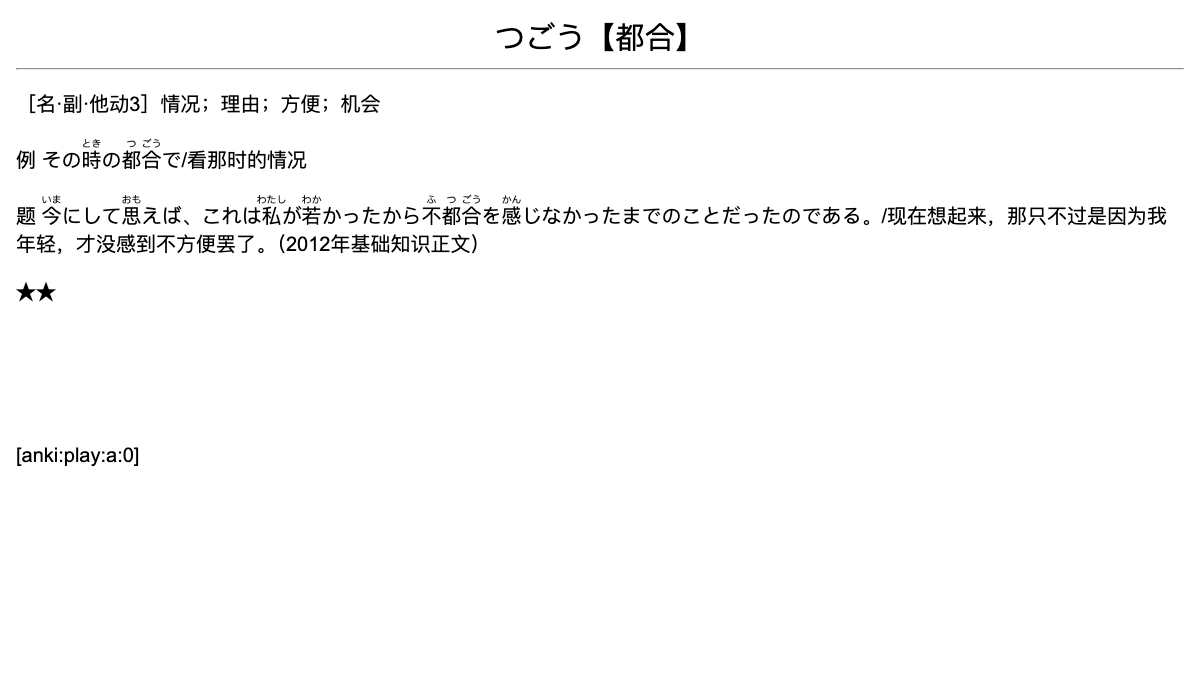 つごう【都合】
［名·副·他动3］情况；理由；方便；机会
とき つ ごう
例 その時の都合で/看那时的情况
いま おも わたし わか ふ つ ごう かん
题 今にして思えば、これは私が若かったから不都合を感じなかったまでのことだったのである。/现在想起来，那只不过是因为我
年轻，才没感到不方便罢了。（2012年基础知识正文）
★★
[anki:play:a:0]